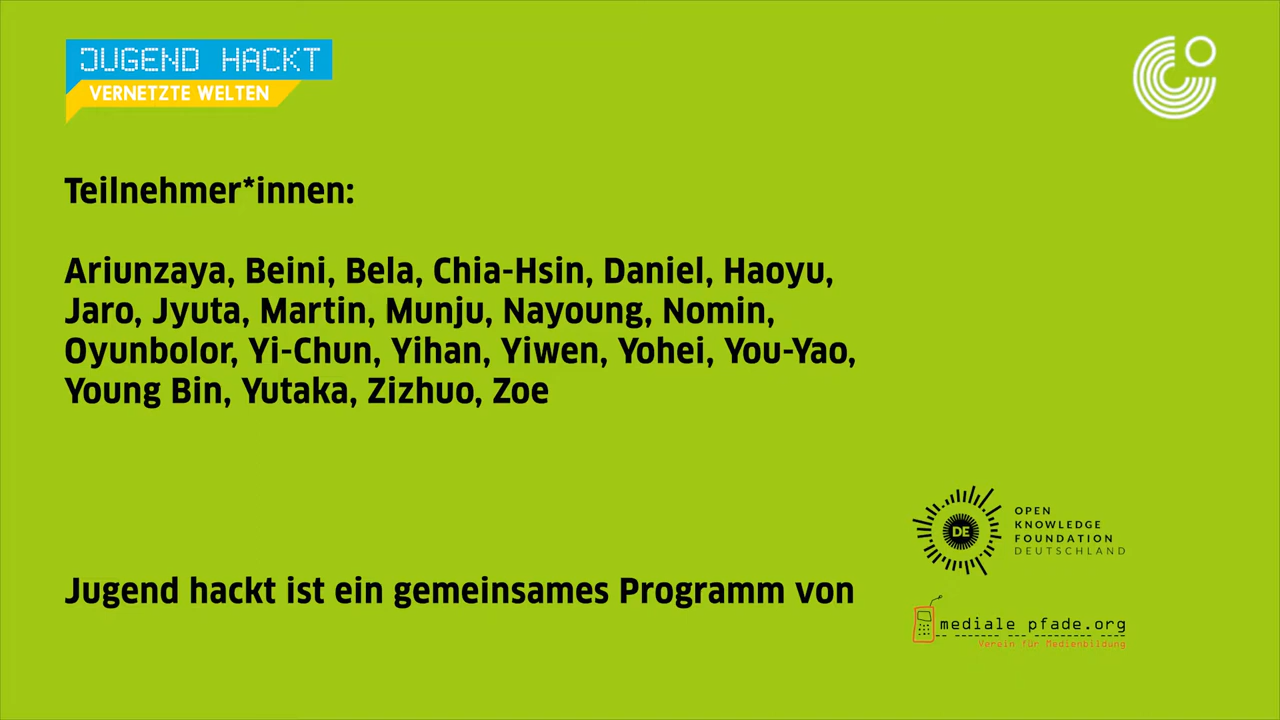 JUGEND HACKT
VERNETZTE WELTEN
Teilnehmer*innen:
Ariunzaya, Beini, Bela, Chia-Hsin, Daniel, Haoyu,
Jaro, Jyuta, Martin, Munju, Nayoung, Nomin,
Oyunbolor, Yi-Chun, Yihan, Yiwen, Yohei, You-Yao,
Young Bin, Yutaka, Zizhuo, Zoe
DE
OPEN
KNOWLEDGE
FOUNDATION
DEUTSCHLAND
Jugend hackt ist ein gemeinsames Programm von
mediale pfade.org
Verein für Medienbildung